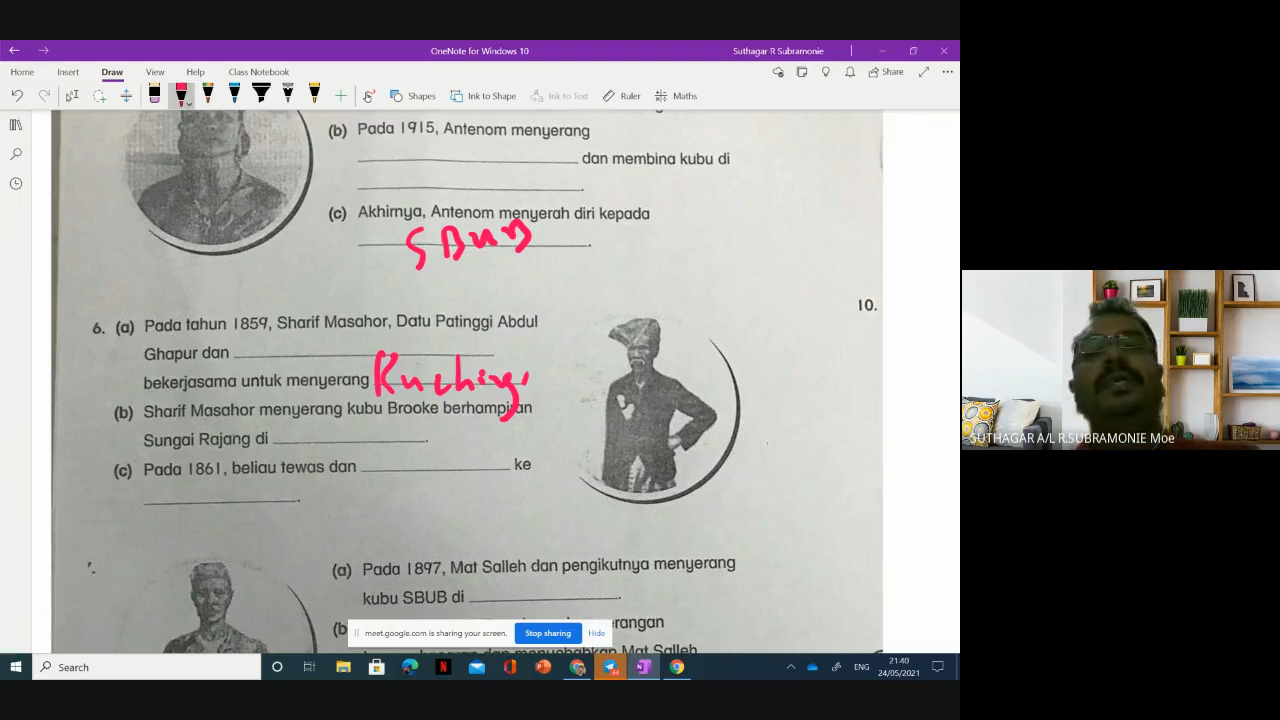 OneNote for Windows 10
Suthagar R Subramonie
Home Insert Draw View Help Class Notebook
Share
Shapes Ink to Shape Ink to Text Ruler Maths
(b) Pada 1915, Antenom menyerang
dan membina kubu di
(c) Akhirnya, Antenom menyerah diri kepada
SBUB
10.
6. (a) Pada tahun 1859, Sharif Masahor, Datu Patinggi Abdul
Ghapur dan
bekerjasama untuk menyerang Kuching
(b) Sharif Masahor menyerang kubu Brooke berhampiran
Sungai Rajang di
(c) Pada 1861, beliau tewas dan ke
SUTHAGAR A/L R.SUBRAMONIE Moe
(a) Pada 1897, Mat Salleh dan pengikutnya menyerang
kubu SBUB di
(b
erangan
meet.google.com is sharing your screen. Stop sharing Hide
dan menyebabkan Mat Salleh
Search
ENG
21:40
24/05/2021